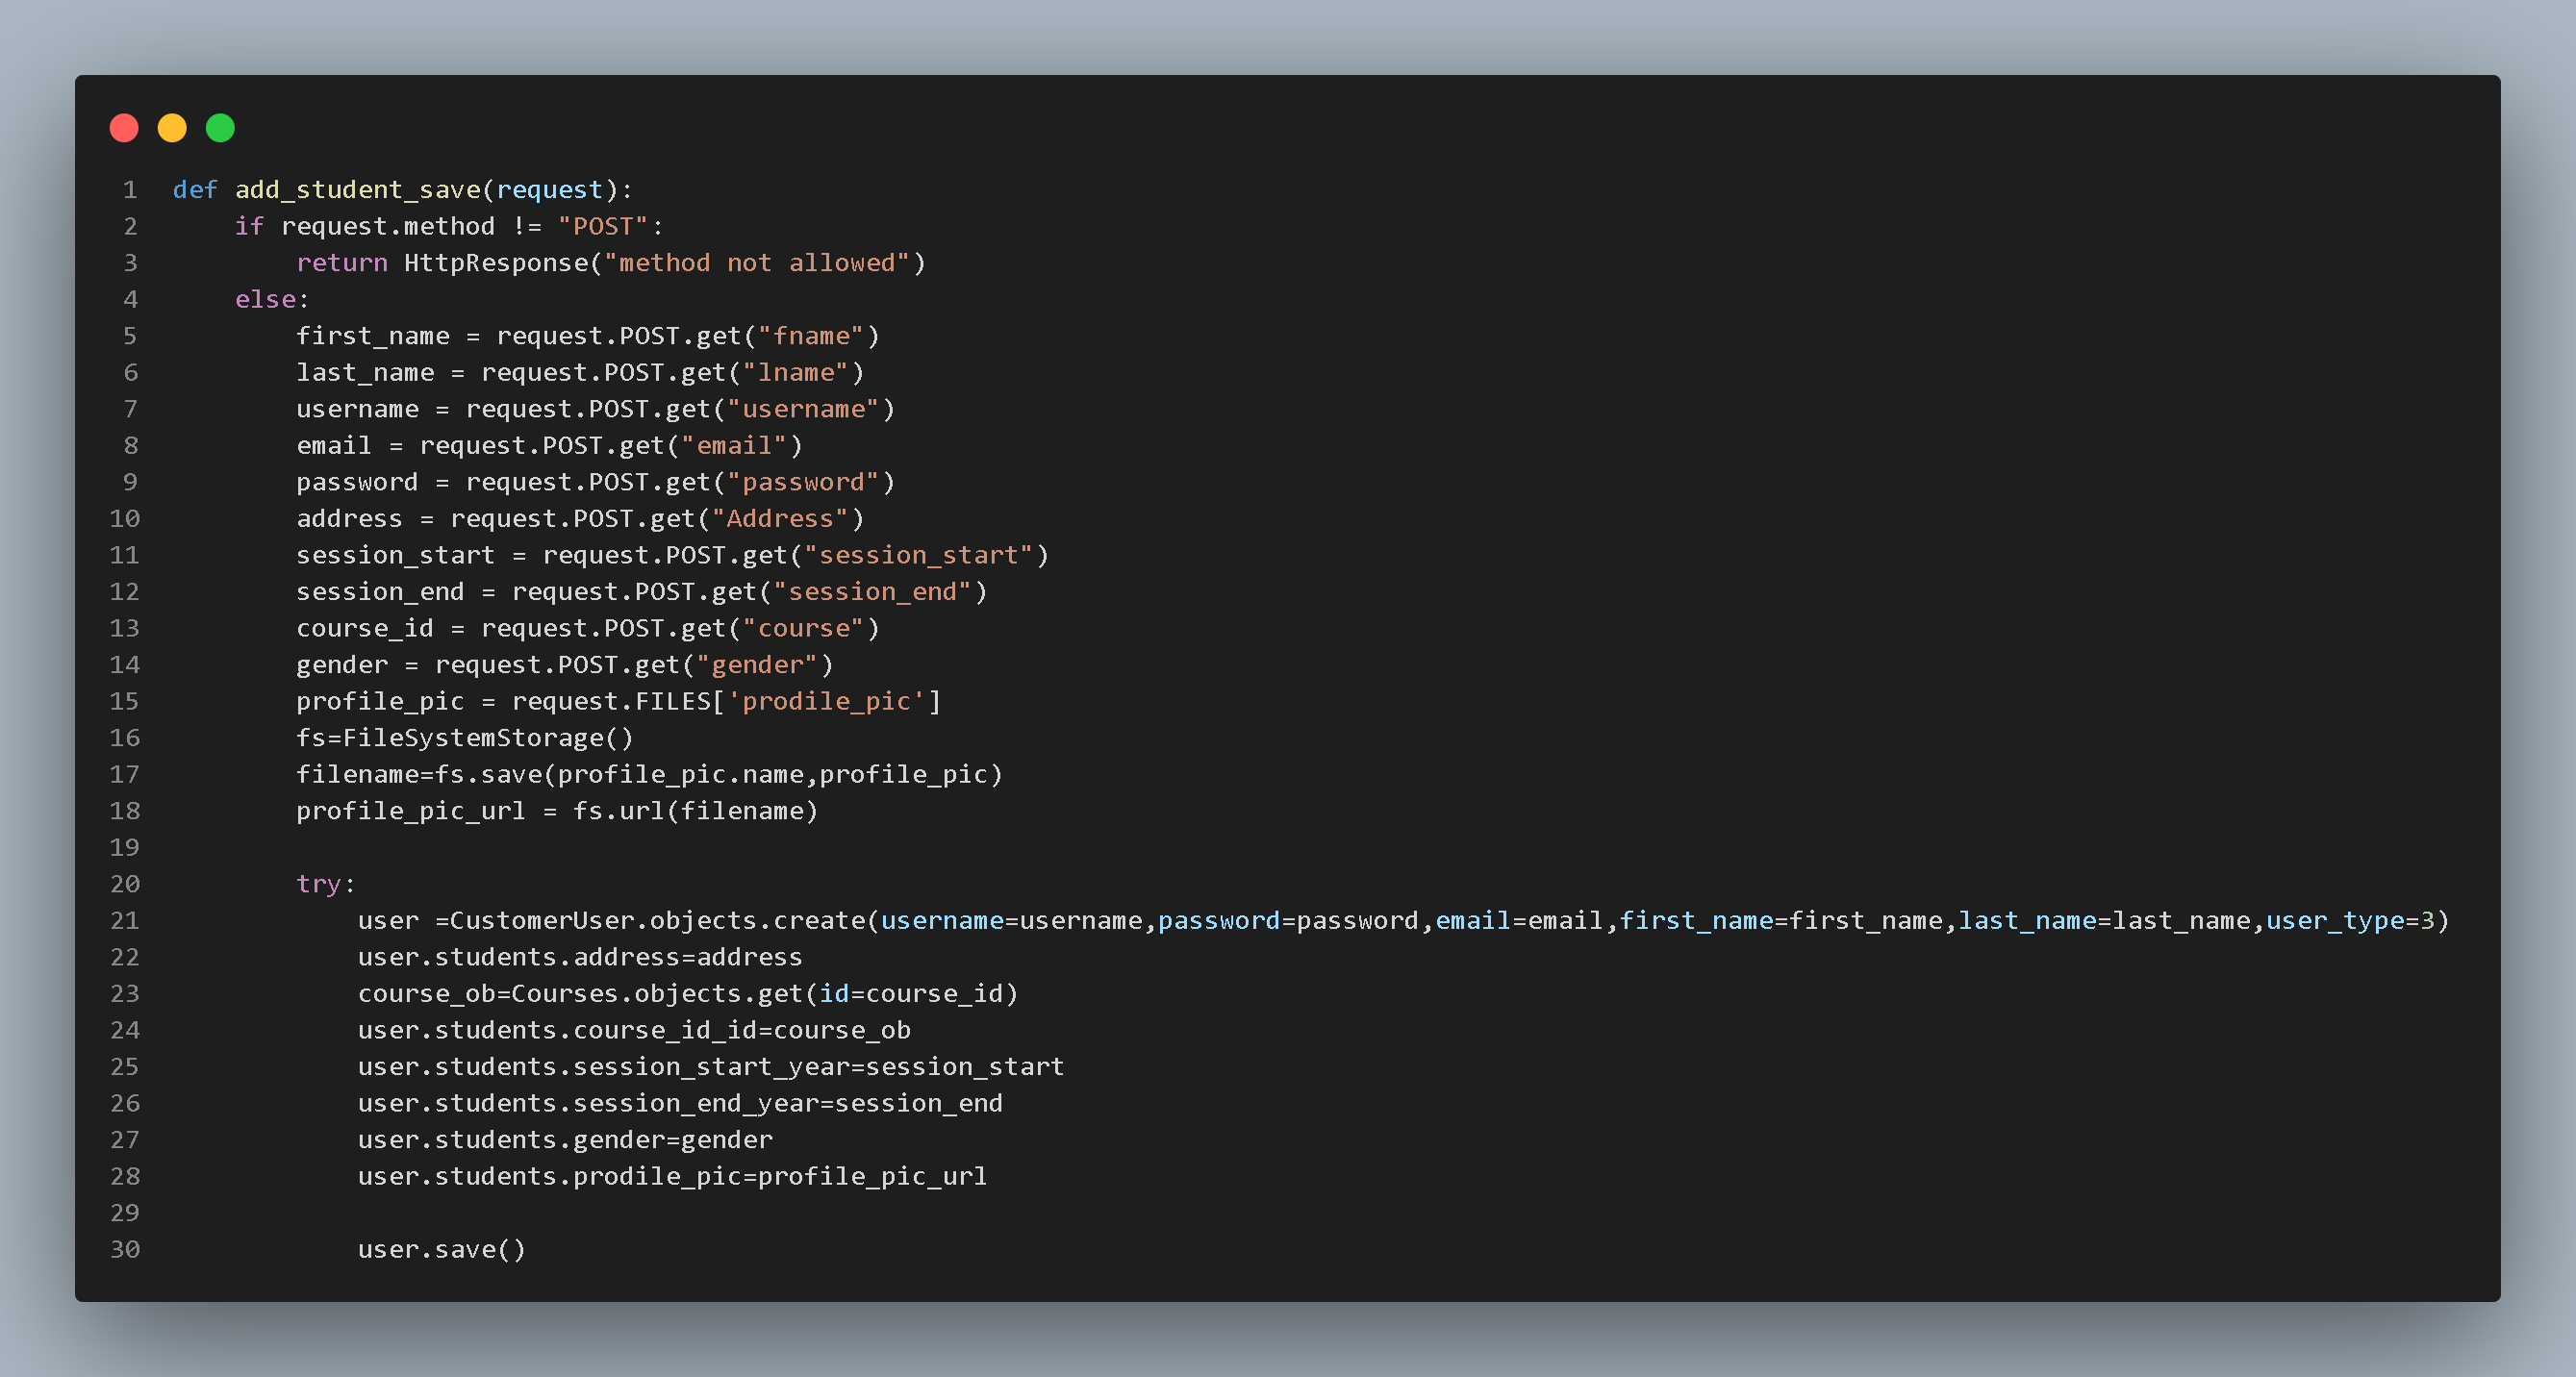 1 def add_student_save(request):
2     if request.method != "POST":
3         return HttpResponse("method not allowed")
4     else:
5         first_name = request.POST.get("fname")
6         last_name = request.POST.get("lname")
7         username = request.POST.get("username")
8         email = request.POST.get("email")
9         password = request.POST.get("password")
10         address = request.POST.get("Address")
11         session_start = request.POST.get("session_start")
12         session_end = request.POST.get("session_end")
13         course_id = request.POST.get("course")
14         gender = request.POST.get("gender")
15         profile_pic = request.FILES['prodile_pic']
16         fs=FileSystemStorage()
17         filename=fs.save(profile_pic.name,profile_pic)
18         profile_pic_url = fs.url(filename)
19
20         try:
21             user =CustomerUser.objects.create(username=username,password=password,email=email,first_name=first_name,last_name=last_name,user_type=3)
22             user.students.address=address
23             course_ob=Courses.objects.get(id=course_id)
24             user.students.course_id_id=course_ob
25             user.students.session_start_year=session_start
26             user.students.session_end_year=session_end
27             user.students.gender=gender
28             user.students.prodile_pic=profile_pic_url
29
30             user.save()